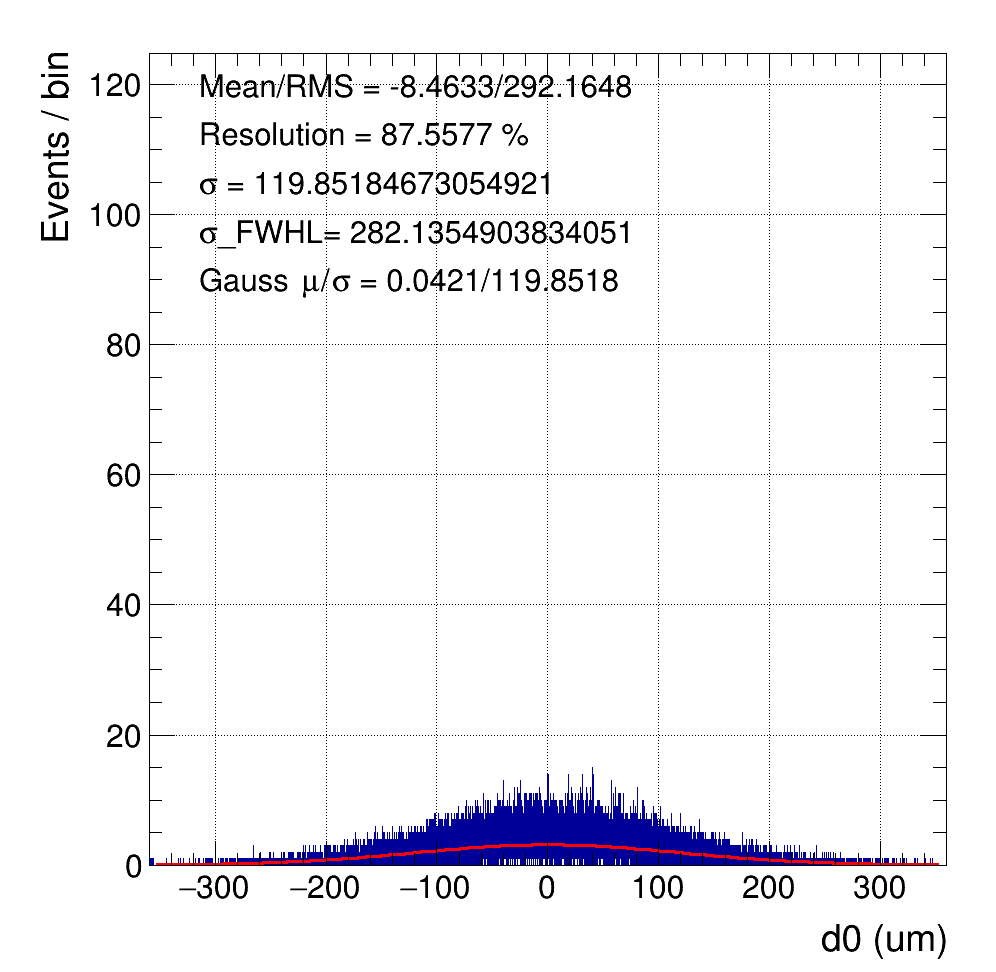 Events / bin
120
100
80
60
40
20
0
Mean/RMS = -8.4633/292.1648
Resolution = 87.5577 %
σ = 119.85184673054921
σ_FWHL= 282.1354903834051
Gauss μ/σ = 0.0421/119.8518
−300 −200 −100 0 100 200 300
d0 (um)